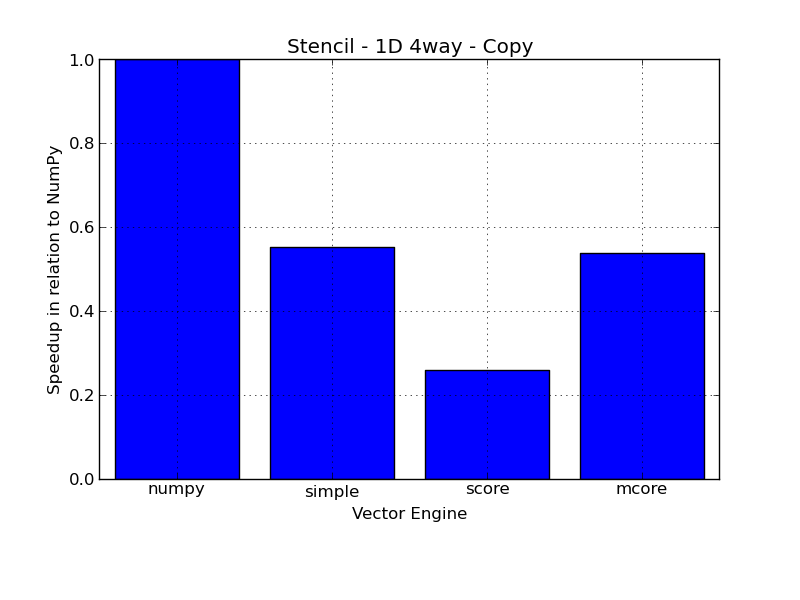 Stencil - 1D 4way - Copy
Speedup in relation to NumPy
1.0
0.8
0.6
0.4
0.2
0.0
numpy simple score mcore
Vector Engine